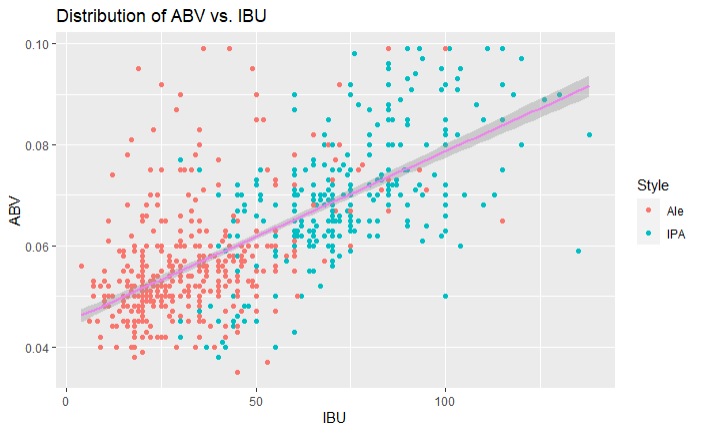 Distribution of ABV vs. IBU
0.10
0.08
0.06
0.04
ABV
0
50
100
IBU
Style
Ale
IPA